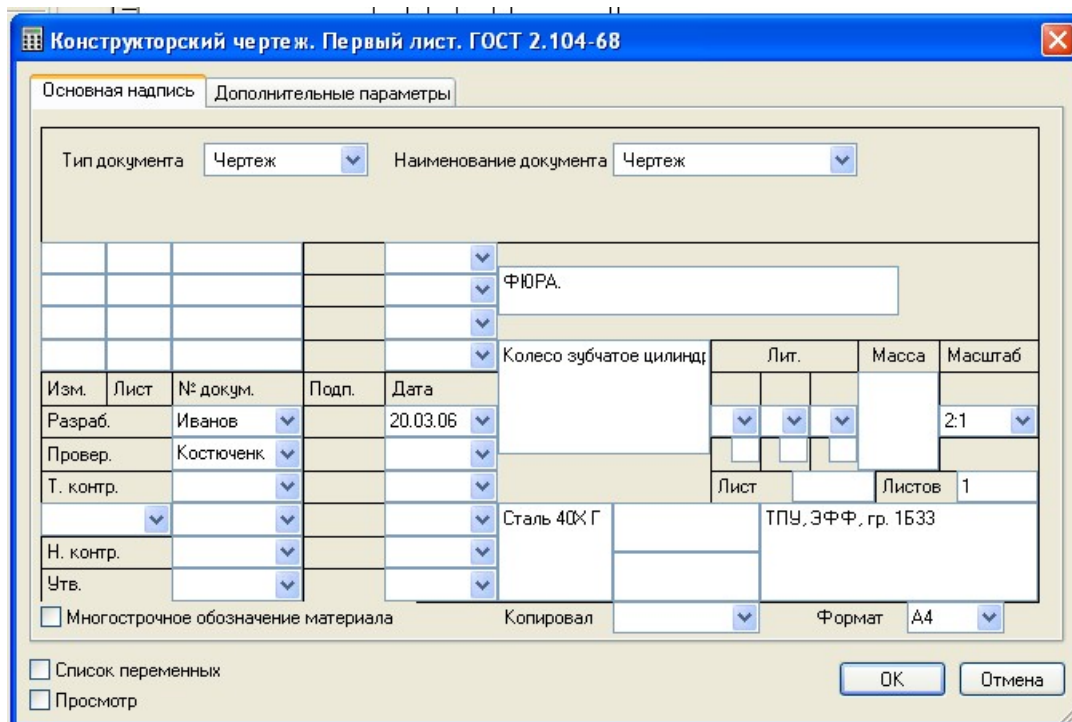 Конструкторский чертеж. Первый лист. ГОСТ 2.104-68
Основная надпись Дополнительные параметры
Тип документа Чертеж Наименование документа Чертеж
ФЮРА.
Колесо зубчатое цилиндр Лит. Масса Масштаб
Изм. Лист № докум. Подп. Дата
Разраб. Иванов 20.03.06 2:1
Провер. Костюченк
Т. контр. Лист Листов 1
Сталь 40Х Г ТПУ, ЭФФ, гр. 1Б33
Н. контр.
Утв.
Многострочное обозначение материала Копировал Формат А4
Список переменных
Просмотр
OK Отмена